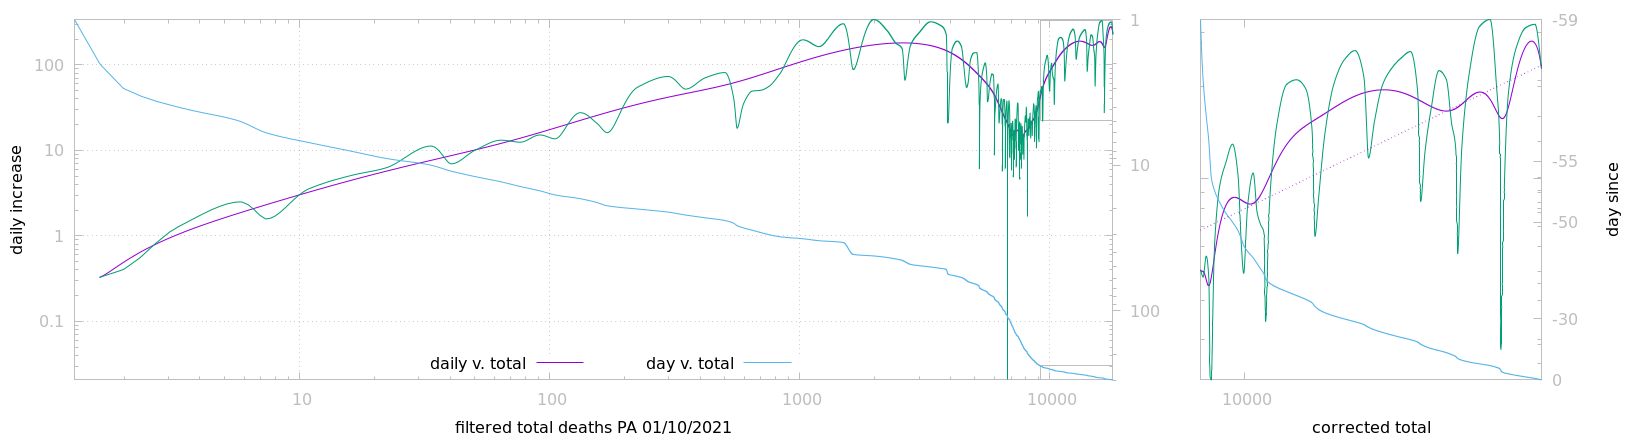 100
10
1
0.1
daily increase
1
10
100
daily v. total
day v. total
10
100
1000
10000
filtered total deaths PA 01/10/2021
-59
-55
-50
-30
0
day since
10000
corrected total